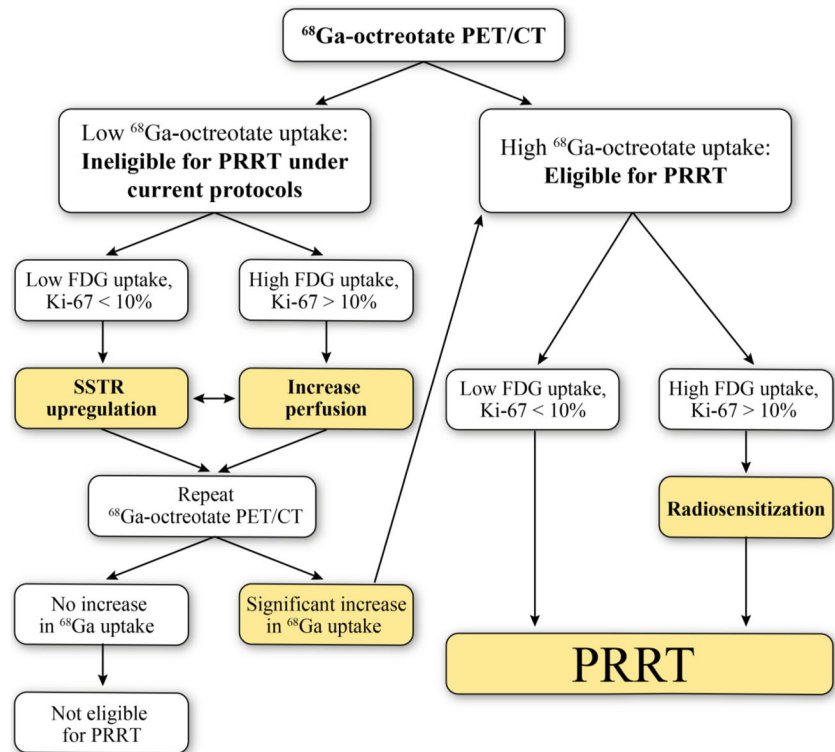 ⁶⁸Ga-octreotate PET/CT
Low ⁶⁸Ga-octreotate uptake:
Ineligible for PRRT under
current protocols
High ⁶⁸Ga-octreotate uptake:
Eligible for PRRT
Low FDG uptake,
Ki-67 < 10%
High FDG uptake,
Ki-67 > 10%
SSTR
upregulation
Increase
perfusion
Low FDG uptake,
Ki-67 < 10%
High FDG uptake,
Ki-67 > 10%
Repeat
⁶⁸Ga-octreotate PET/CT
Radiosensitization
No increase
in ⁶⁸Ga uptake
Significant increase
in ⁶⁸Ga uptake
PRRT
Not eligible
for PRRT